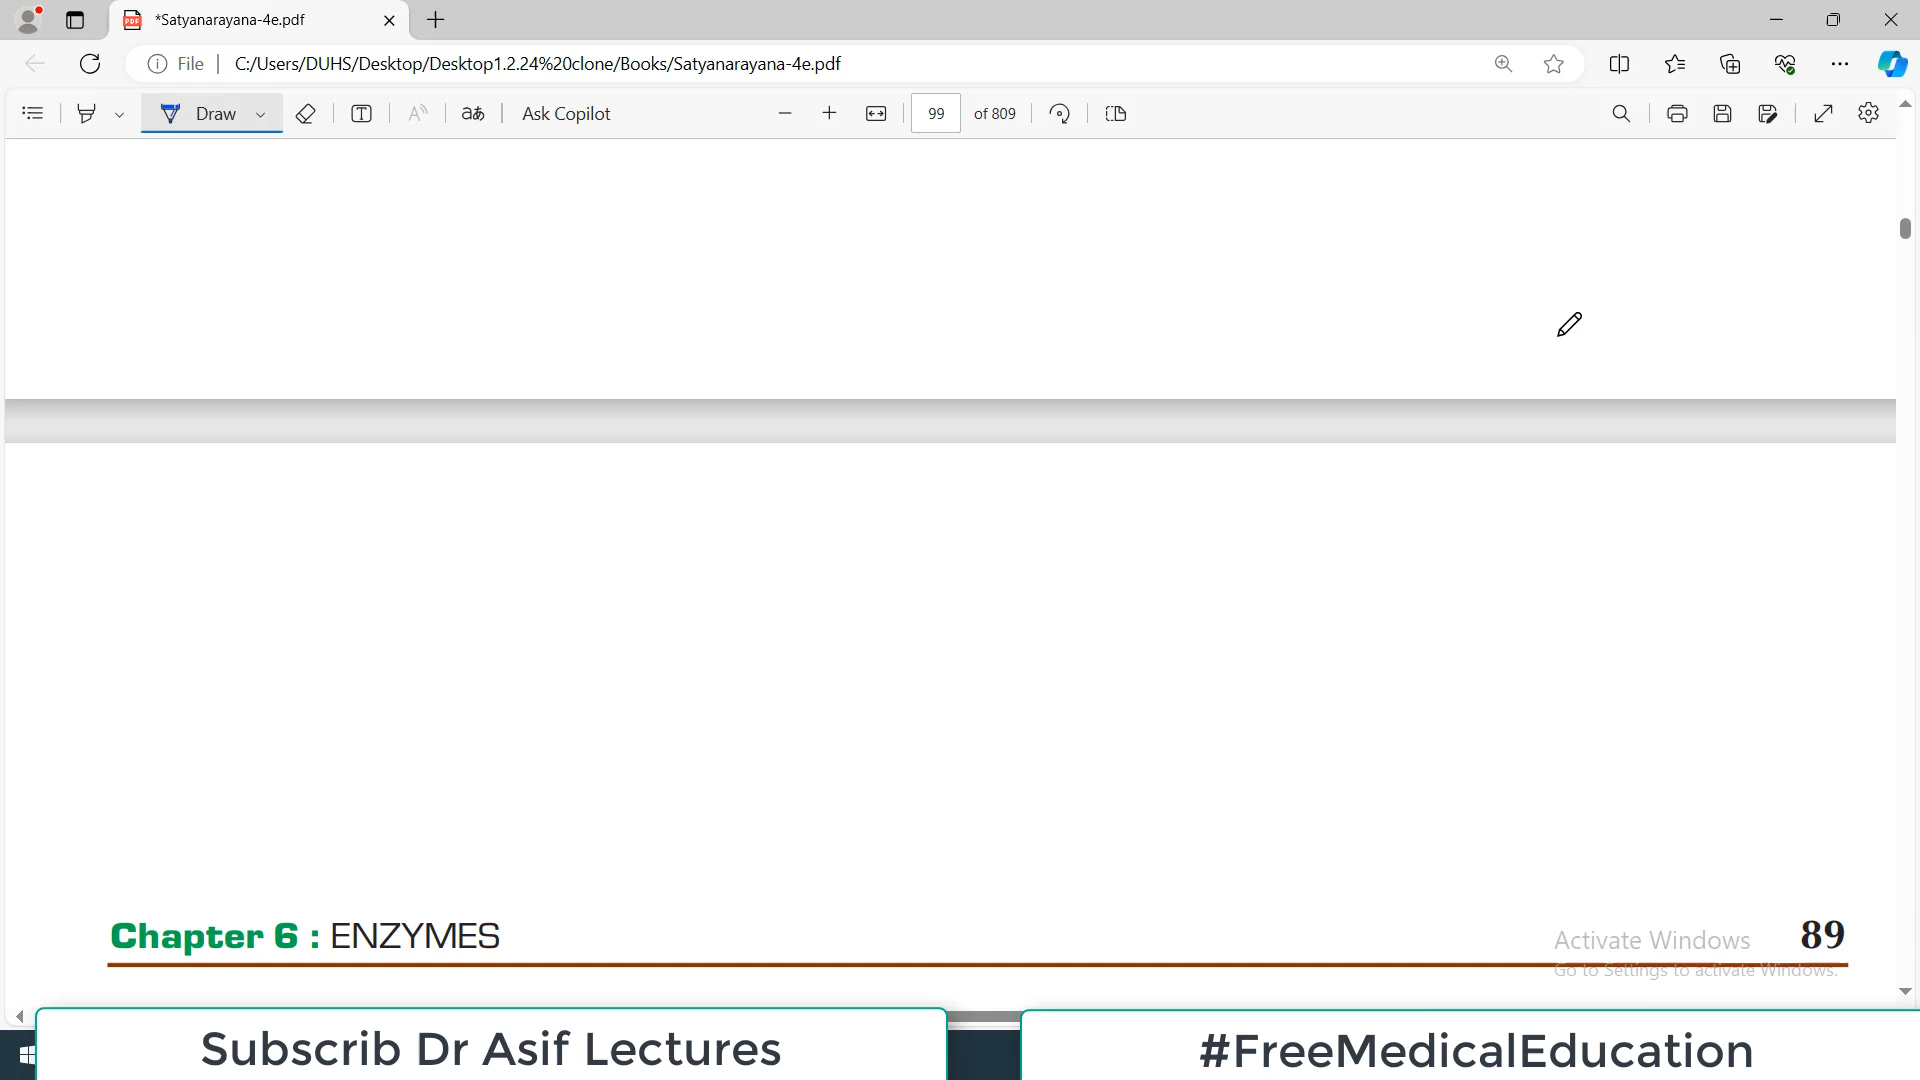 *Satyanarayana-4e.pdf
File C:/Users/DUHS/Desktop/Desktop1.2.24%20clone/Books/Satyanarayana-4e.pdf
Draw T aあ Ask Copilot 99 of 809
Chapter 6 : ENZYMES 89
Activate Windows
Go to Settings to activate Windows.
Subscrib Dr Asif Lectures
#FreeMedicalEducation